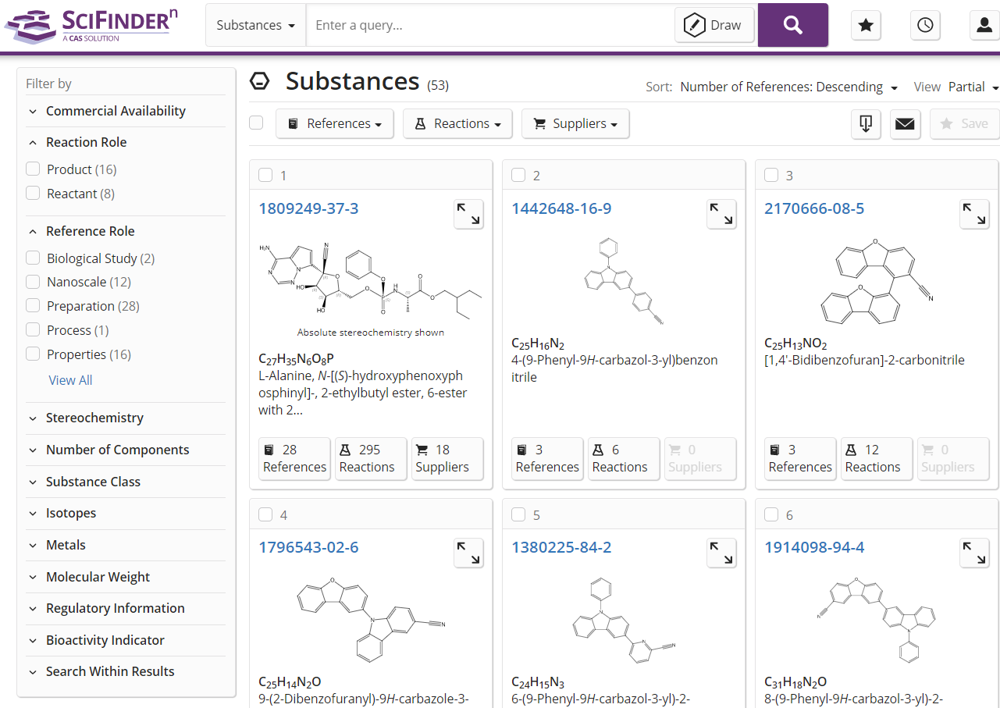 SCIFINDERⁿ
A CAS SOLUTION
Substances
Enter a query...
Draw
Filter by
Commercial Availability
Reaction Role
Product (16)
Reactant (8)
Reference Role
Biological Study (2)
Nanoscale (12)
Preparation (28)
Process (1)
Properties (16)
View All
Stereochemistry
Number of Components
Substance Class
Isotopes
Metals
Molecular Weight
Regulatory Information
Bioactivity Indicator
Search Within Results
Substances (53)
Sort: Number of References: Descending View Partial
References Reactions Suppliers Save
1
1809249-37-3
Absolute stereochemistry shown
C₂₇H₃₅N₆O₈P
L-Alanine, N-[(S)-hydroxyphenoxyph
osphinyl]-, 2-ethylbutyl ester, 6-ester
with 2...
28 References
295 Reactions
18 Suppliers
2
1442648-16-9
C₂₅H₁₆N₂
4-(9-Phenyl-9H-carbazol-3-yl)benzon
itrile
3 References
6 Reactions
0 Suppliers
3
2170666-08-5
C₂₅H₁₃NO₂
[1,4'-Bidibenzofuran]-2-carbonitrile
3 References
12 Reactions
0 Suppliers
4
1796543-02-6
C₂₅H₁₄N₂O
9-(2-Dibenzofuranyl)-9H-carbazole-3-
5
1380225-84-2
C₂₄H₁₅N₃
6-(9-Phenyl-9H-carbazol-3-yl)-2-
6
1914098-94-4
C₃₁H₁₈N₂O
8-(9-Phenyl-9H-carbazol-3-yl)-2-